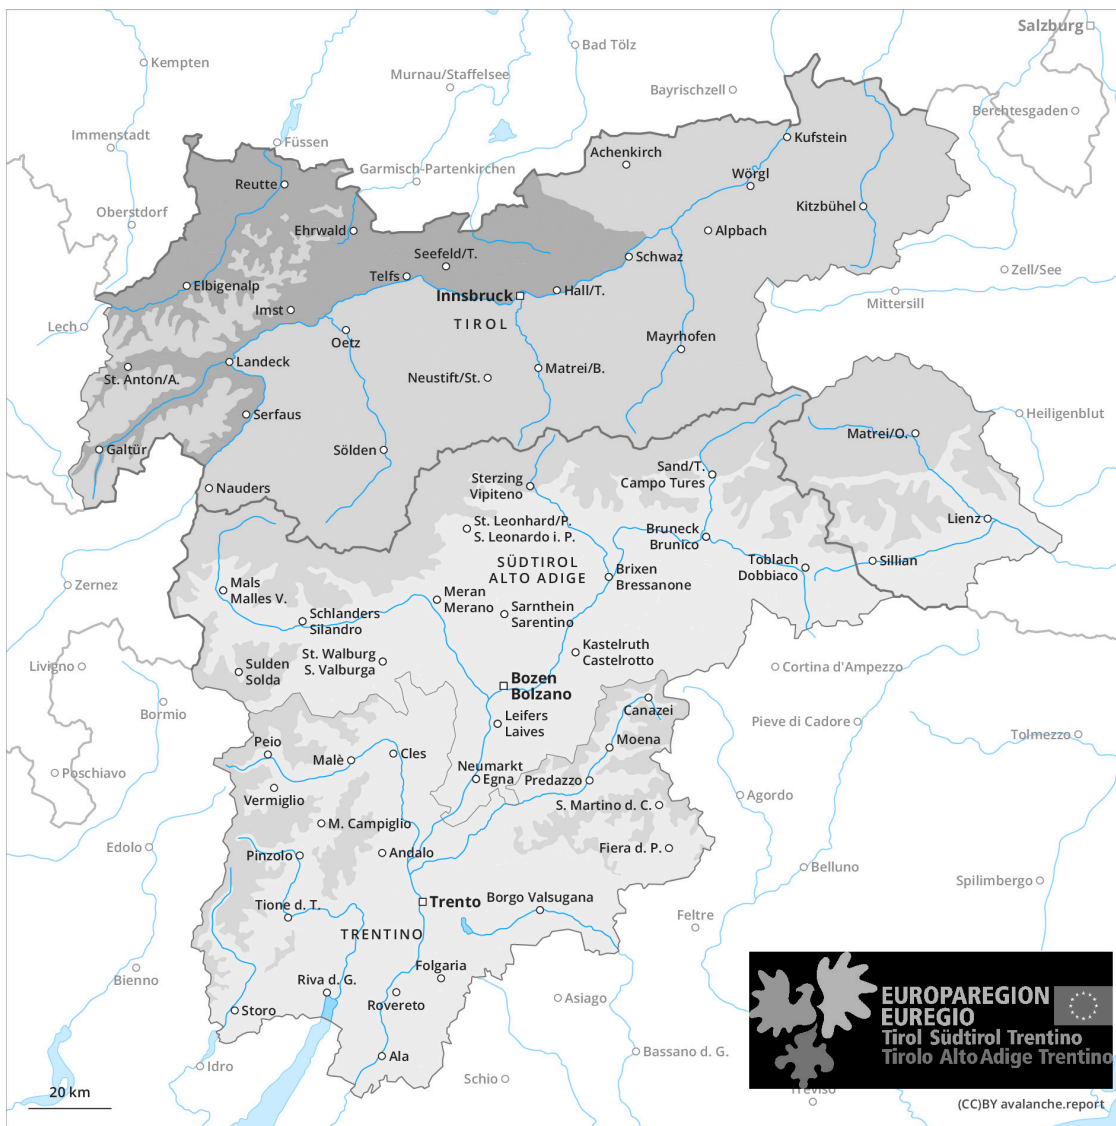 Salzburg
Bad Tölz
Kempten
Murnau/Staffelsee
Bayrischzell
Berchtesgaden
Immenstadt
Füssen
Kufstein
Achenkirch
Garmisch-Partenkirchen
Wörgl
Reutte
Oberstdorf
Kitzbühel
Ehrwald
Alpbach
Seefeld/T.
Schwaz
Zell/See
Telfs
Elbigenalp
Hall/T.
Innsbruck
Mittersill
Imst
TIROL
Lech
Oetz
Mayrhofen
Landeck
Matrei/B.
St. Anton/A.
Neustift/St.
Serfaus
Heiligenblut
Matrei/O.
Galtür
Sölden
Sand/T.
Campo Tures
Sterzing
Vipiteno
Nauders
Lienz
St. Leonhard/P.
S. Leonardo i. P.
Bruneck
Brunico
SÜDTIROL
ALTO ADIGE
Toblach
Dobbiaco
Sillian
Brixen
Bressanone
Zernez
Mals
Malles V.
Meran
Merano
Sarnthein
Sarentino
Schlanders
Silandro
Kastelruth
Castelrotto
St. Walburg
S. Valburga
Livigno
Sulden
Solda
Cortina d'Ampezzo
Bozen
Bolzano
Canazei
Bormio
Leifers
Laives
Pieve di Cadore
Tolmezzo
Peio
Moena
Cles
Malè
Poschiavo
Neumarkt
Egna
Predazzo
Vermiglio
Agordo
S. Martino d. C.
M. Campiglio
Edolo
Pinzolo
Andalo
Fiera d. P.
Belluno
Spilimbergo
Trento
Borgo Valsugana
Tione d. T.
Feltre
TRENTINO
Folgaria
Bienno
Riva d. G.
Rovereto
Asiago
Storo
EUROPAREGION
EUREGIO
Tirol Südtirol Trentino
Tirolo Alto Adige Trentino
Ala
Bassano d. G.
Idro
Schio
Treviso
20 km
(CC)BY avalanche.report